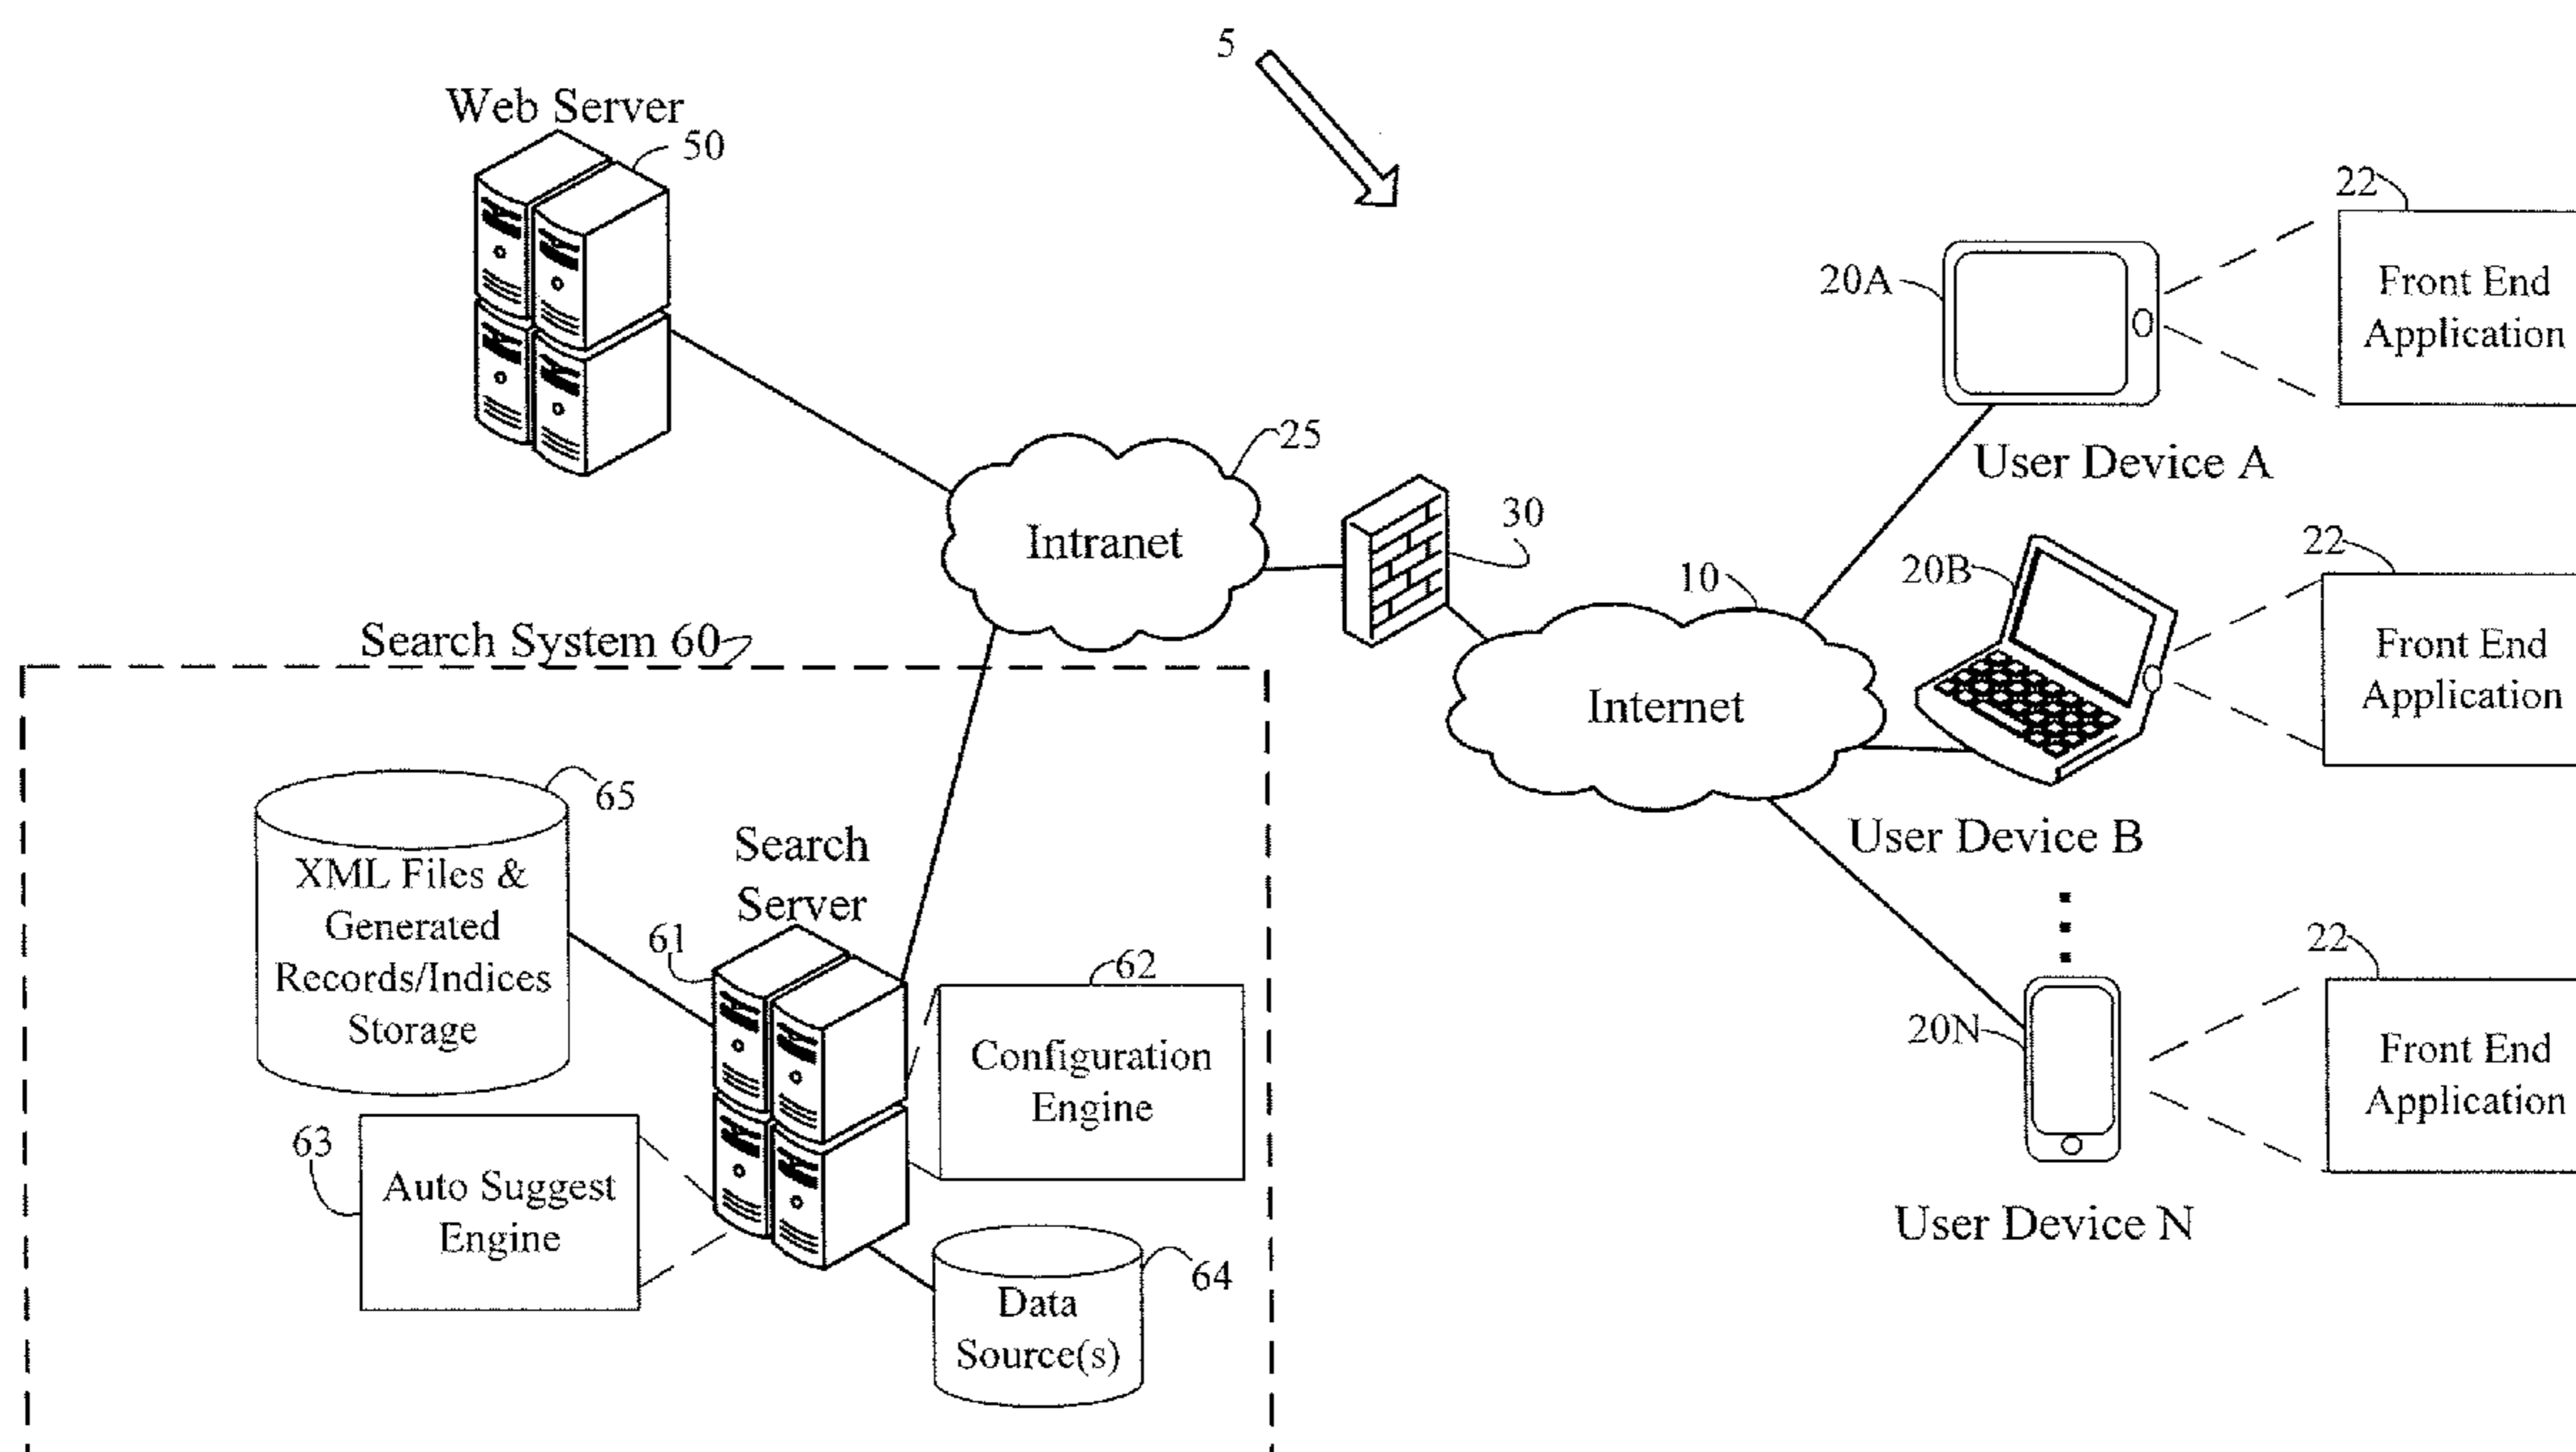 5
Web Server
50
22
Front End
Application
20A
User Device A
25
Intranet
30
22
Front End
Application
20B
10
Internet
User Device B
Search System 60
65
XML Files &
Generated
Records/Indices
Storage
Search
Server
61
62
Configuration
Engine
63
Auto Suggest
Engine
64
Data
Source(s)
22
Front End
Application
20N
User Device N